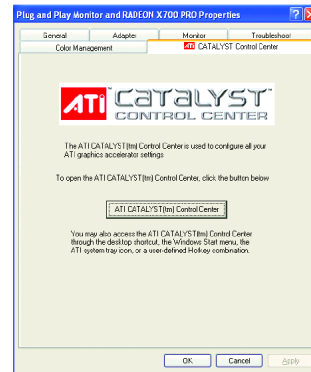 Plug and Play Monitor and RADEON X700 PRO Properties
General Adapter Monitor Troubleshoot
Color Management ATI CATALYST Control Center
ATI CATALYST™
CONTROL CENTER
The ATI CATALYST(tm) Control Center is used to configure all your
ATI graphics accelerator settings
To open the ATI CATALYST(tm) Control Center, click the button below
ATI CATALYST(tm) Control Center
You may also access the ATI CATALYST(tm) Control Center
through the desktop shortcut, the Windows Start menu, the
ATI system tray icon, or a user-defined Hotkey combination.
OK Cancel Apply